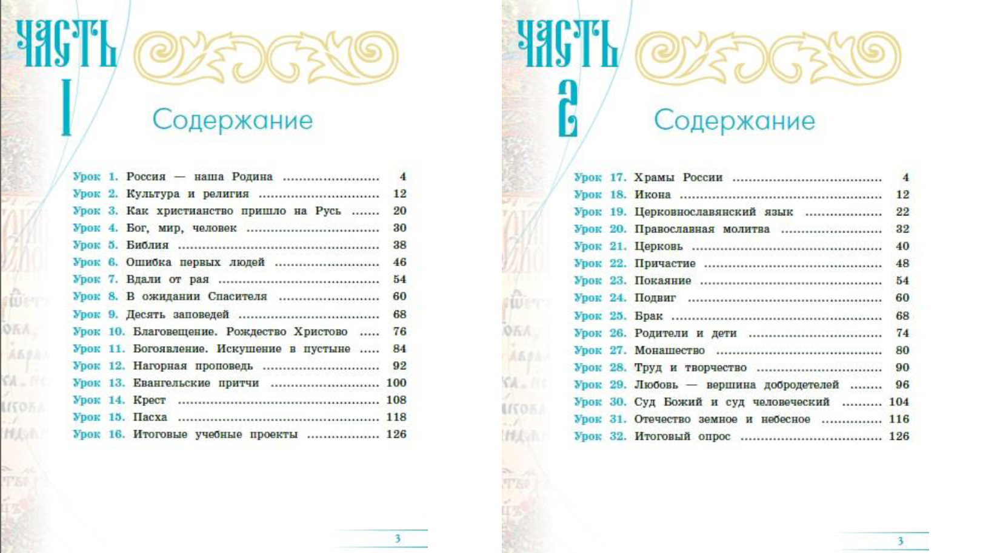 ЧАСТЬ
1
Содержание
Урок 1. Россия — наша Родина ........................ 4
Урок 2. Культура и религия .............................. 12
Урок 3. Как христианство пришло на Русь ....... 20
Урок 4. Бог, мир, человек ................................. 30
Урок 5. Библия .................................................. 38
Урок 6. Ошибка первых людей .......................... 46
Урок 7. Вдали от рая ........................................ 54
Урок 8. В ожидании Спасителя ......................... 60
Урок 9. Десять заповедей ................................... 68
Урок 10. Благовещение. Рождество Христово ..... 76
Урок 11. Богоявление. Искушение в пустыне ..... 84
Урок 12. Нагорная проповедь ............................. 92
Урок 13. Евангельские притчи ........................... 100
Урок 14. Крест .................................................. 108
Урок 15. Пасха .................................................. 118
Урок 16. Итоговые учебные проекты .................. 126
3
ЧАСТЬ
2
Содержание
Урок 17. Храмы России ..................................... 4
Урок 18. Икона .................................................. 12
Урок 19. Церковнославянский язык ................... 22
Урок 20. Православная молитва ......................... 32
Урок 21. Церковь ............................................... 40
Урок 22. Причастие ............................................ 48
Урок 23. Покаяние ............................................. 54
Урок 24. Подвиг ................................................ 60
Урок 25. Брак .................................................... 68
Урок 26. Родители и дети ................................. 74
Урок 27. Монашество ......................................... 80
Урок 28. Труд и творчество ............................... 90
Урок 29. Любовь — вершина добродетелей ........ 96
Урок 30. Суд Божий и суд человеческий .......... 104
Урок 31. Отечество земное и небесное ............... 116
Урок 32. Итоговый опрос ................................... 126
3